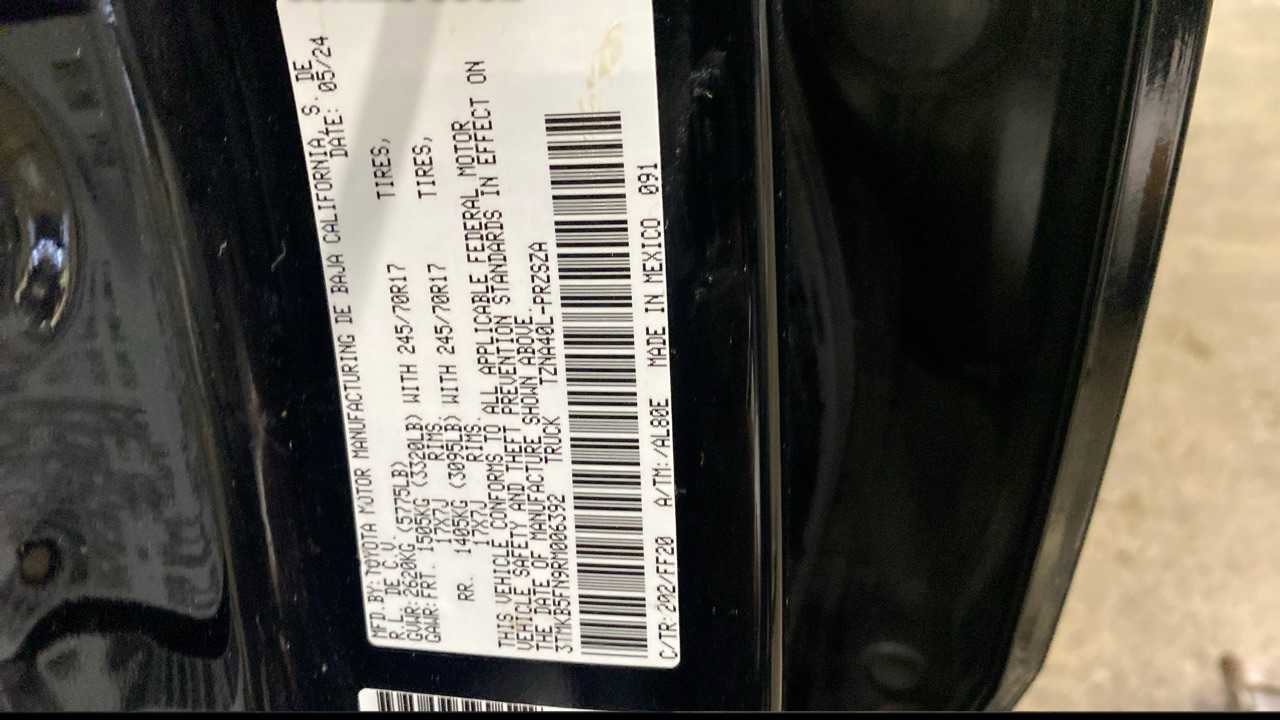 MFD.BY:TOYOTA MOTOR MANUFACTURING DE BAJA CALIFORNIA, S. DE
R.L. DE C.V. DATE: 05/24
GVWR: 2620KG (5775LB)
GAWR:FRT. 1505KG (3320LB) WITH 245/70R17 TIRES,
17X7J RIMS,
RR. 1405KG (3095LB) WITH 245/70R17 TIRES,
17X7J RIMS.
THIS VEHICLE CONFORMS TO ALL APPLICABLE FEDERAL MOTOR
VEHICLE SAFETY AND THEFT PREVENTION STANDARDS IN EFFECT ON
THE DATE OF MANUFACTURE SHOWN ABOVE.
3TMKB5FN9RM006392 TRUCK TZNA40L-PRZSZA
C/TR:202/FF20 A/TM:/AL80E MADE IN MEXICO 091